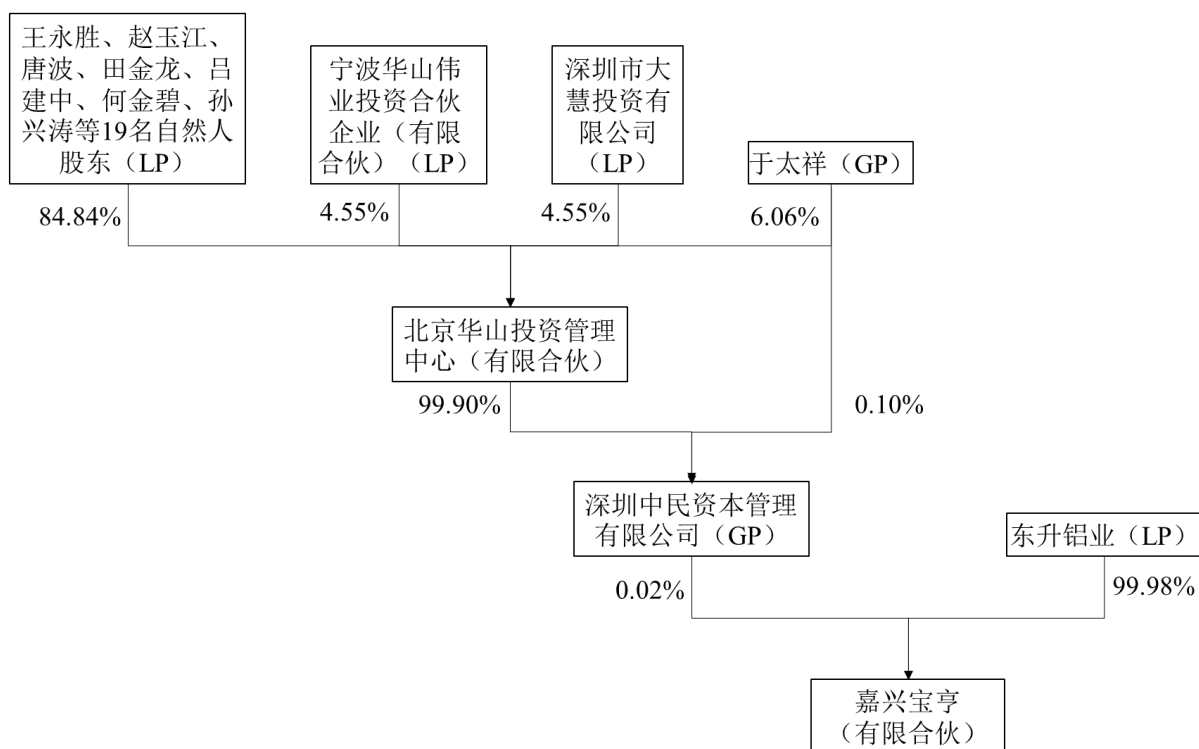 王永胜、赵玉江、
唐波、田金龙、吕
建中、何金碧、孙
兴涛等19名自然人
股东（LP）
宁波华山伟
业投资合伙
企业（有限
合伙）（LP）
深圳市大
慧投资有
限公司
（LP）
于太祥（GP）
84.84%
4.55%
4.55%
6.06%
北京华山投资管理
中心（有限合伙）
99.90%
0.10%
深圳中民资本管理
有限公司（GP）
东升铝业（LP）
0.02%
99.98%
嘉兴宝亨
（有限合伙）